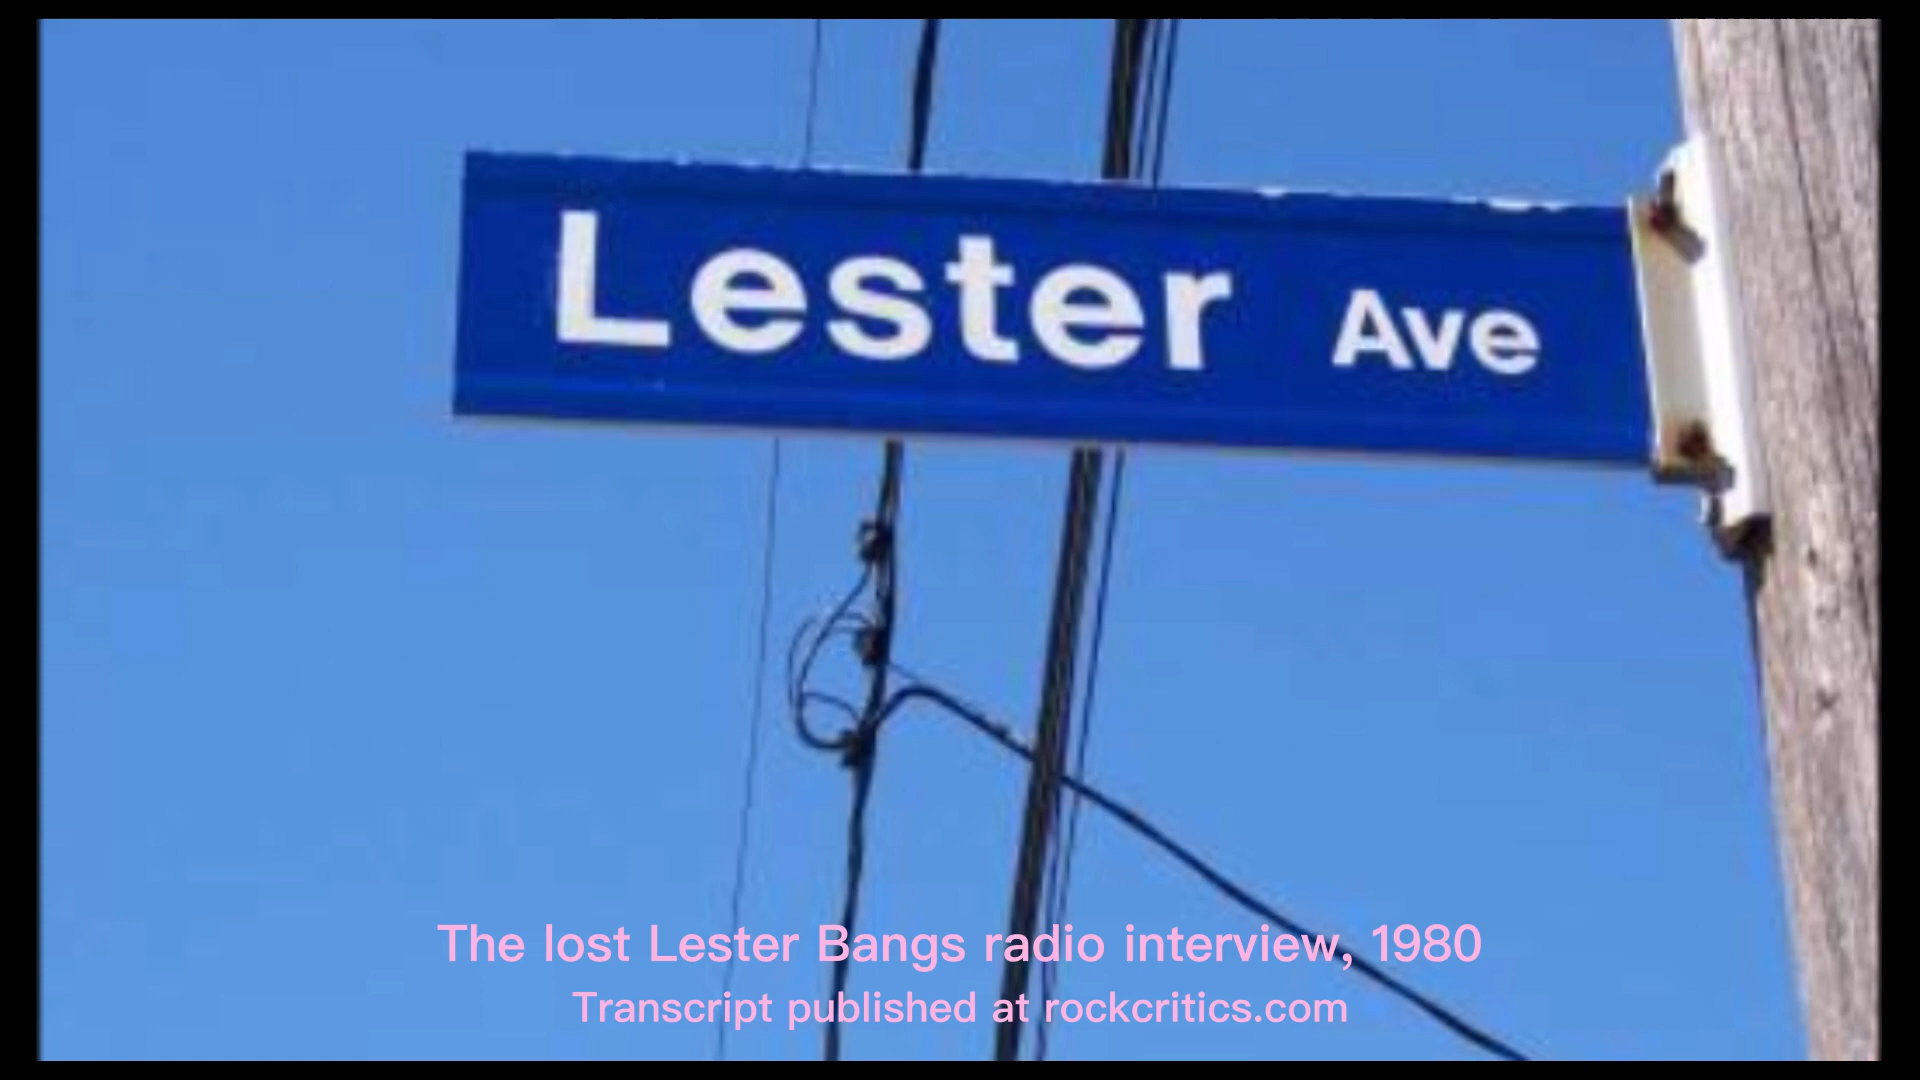 Lester Ave
The lost Lester Bangs radio interview, 1980
Transcript published at rockcritics.com